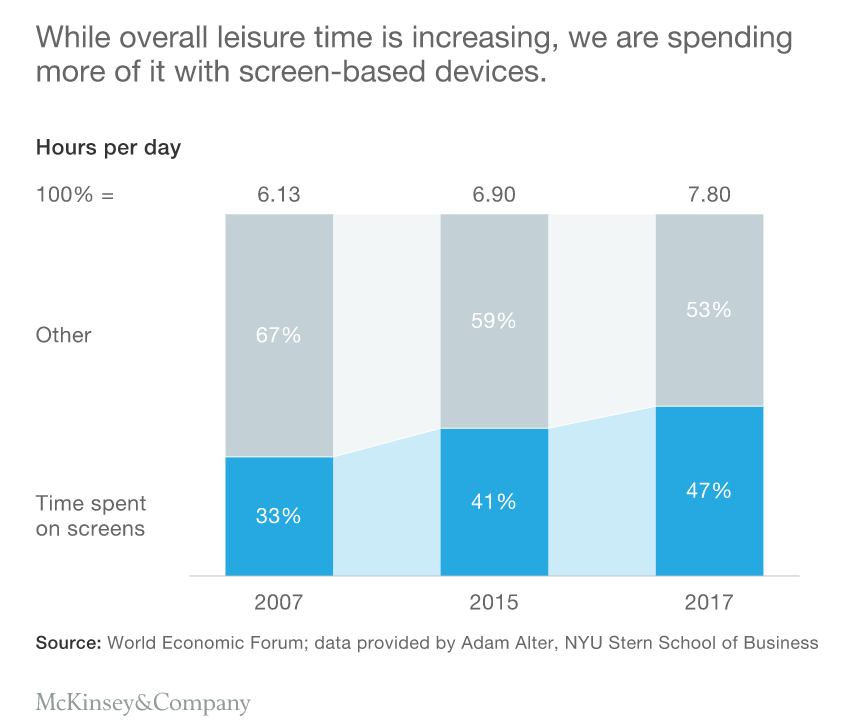 While overall leisure time is increasing, we are spending
more of it with screen-based devices.
Hours per day
100% = 6.13 6.90 7.80
Other 67% 59% 53%
Time spent
on screens 33% 41% 47%
2007 2015 2017
Source: World Economic Forum; data provided by Adam Alter, NYU Stern School of Business
McKinsey&Company